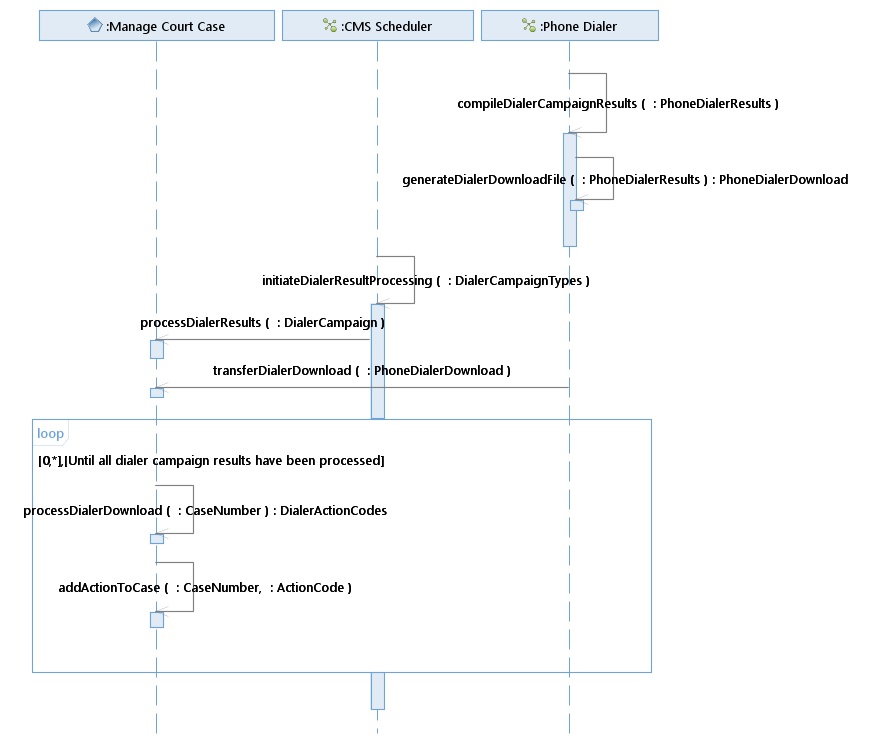 :Manage Court Case
:CMS Scheduler
:Phone Dialer
compileDialerCampaignResults (  : PhoneDialerResults )
generateDialerDownloadFile (  : PhoneDialerResults ) : PhoneDialerDownload
initiateDialerResultProcessing (  : DialerCampaignTypes )
processDialerResults (  : DialerCampaign )
transferDialerDownload (  : PhoneDialerDownload )
loop
[0,*],[Until all dialer campaign results have been processed]
processDialerDownload (  : CaseNumber ) : DialerActionCodes
addActionToCase (  : CaseNumber,  : ActionCode )